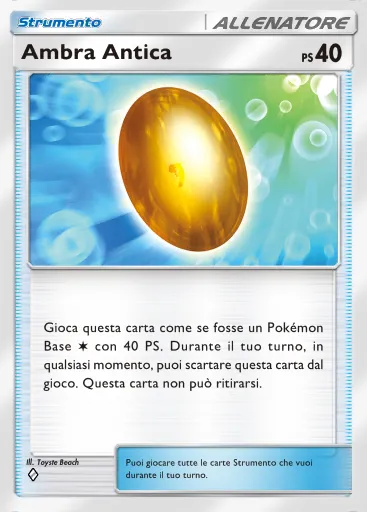 Strumento
ALLENATORE
Ambra Antica
PS 40
Gioca questa carta come se fosse un Pokémon
Base ✶ con 40 PS. Durante il tuo turno, in
qualsiasi momento, puoi scartare questa carta dal
gioco. Questa carta non può ritirarsi.
Ill. Toyste Beach
Puoi giocare tutte le carte Strumento che vuoi
durante il tuo turno.